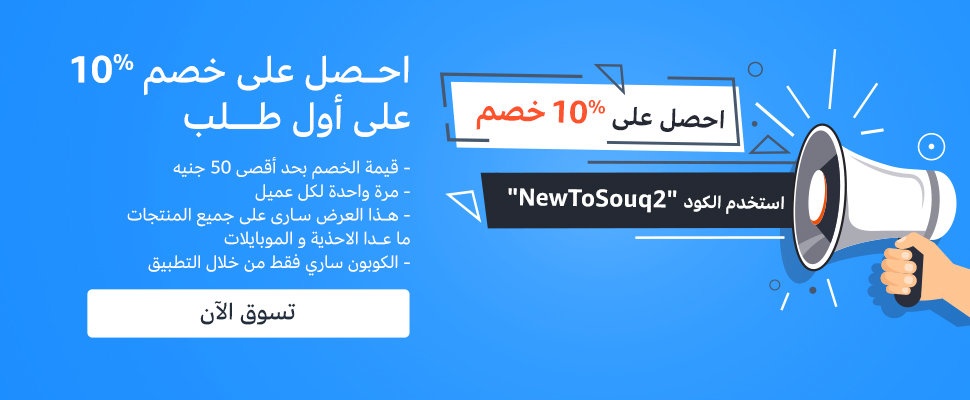 احـصل على خصم 10%
على أول طـــلب
- قيمة الخصم بحد أقصى 50 جنيه
- مرة واحدة لكل عميل
- هـذا العرض سارى على جميع المنتجات
ما عـدا الاحذية و الموبايلات
- الكوبون ساري فقط من خلال التطبيق
تسوق الآن
احصل على 10% خصم
استخدم الكود "NewToSouq2"